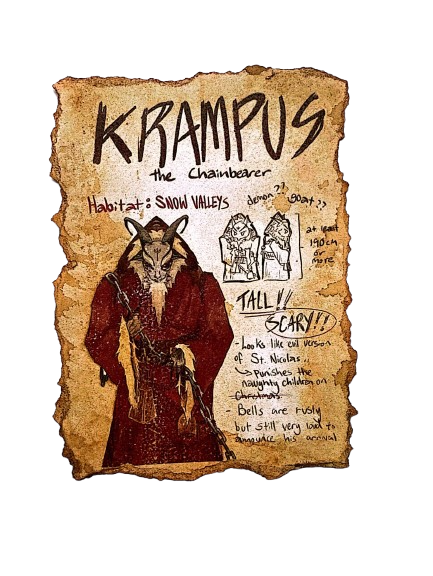 KRAMPUS
the Chainbearer
Habitat: SNOW VALLEYS
demon?? goat??
at least
190cm
or
more
TALL!!
SCARY!!
- Looks like evil version
of St. Nicolas..
↳ punishes the
naughty children on
Christmas
- Bells are rusty
but still very loud to
announce his arrival